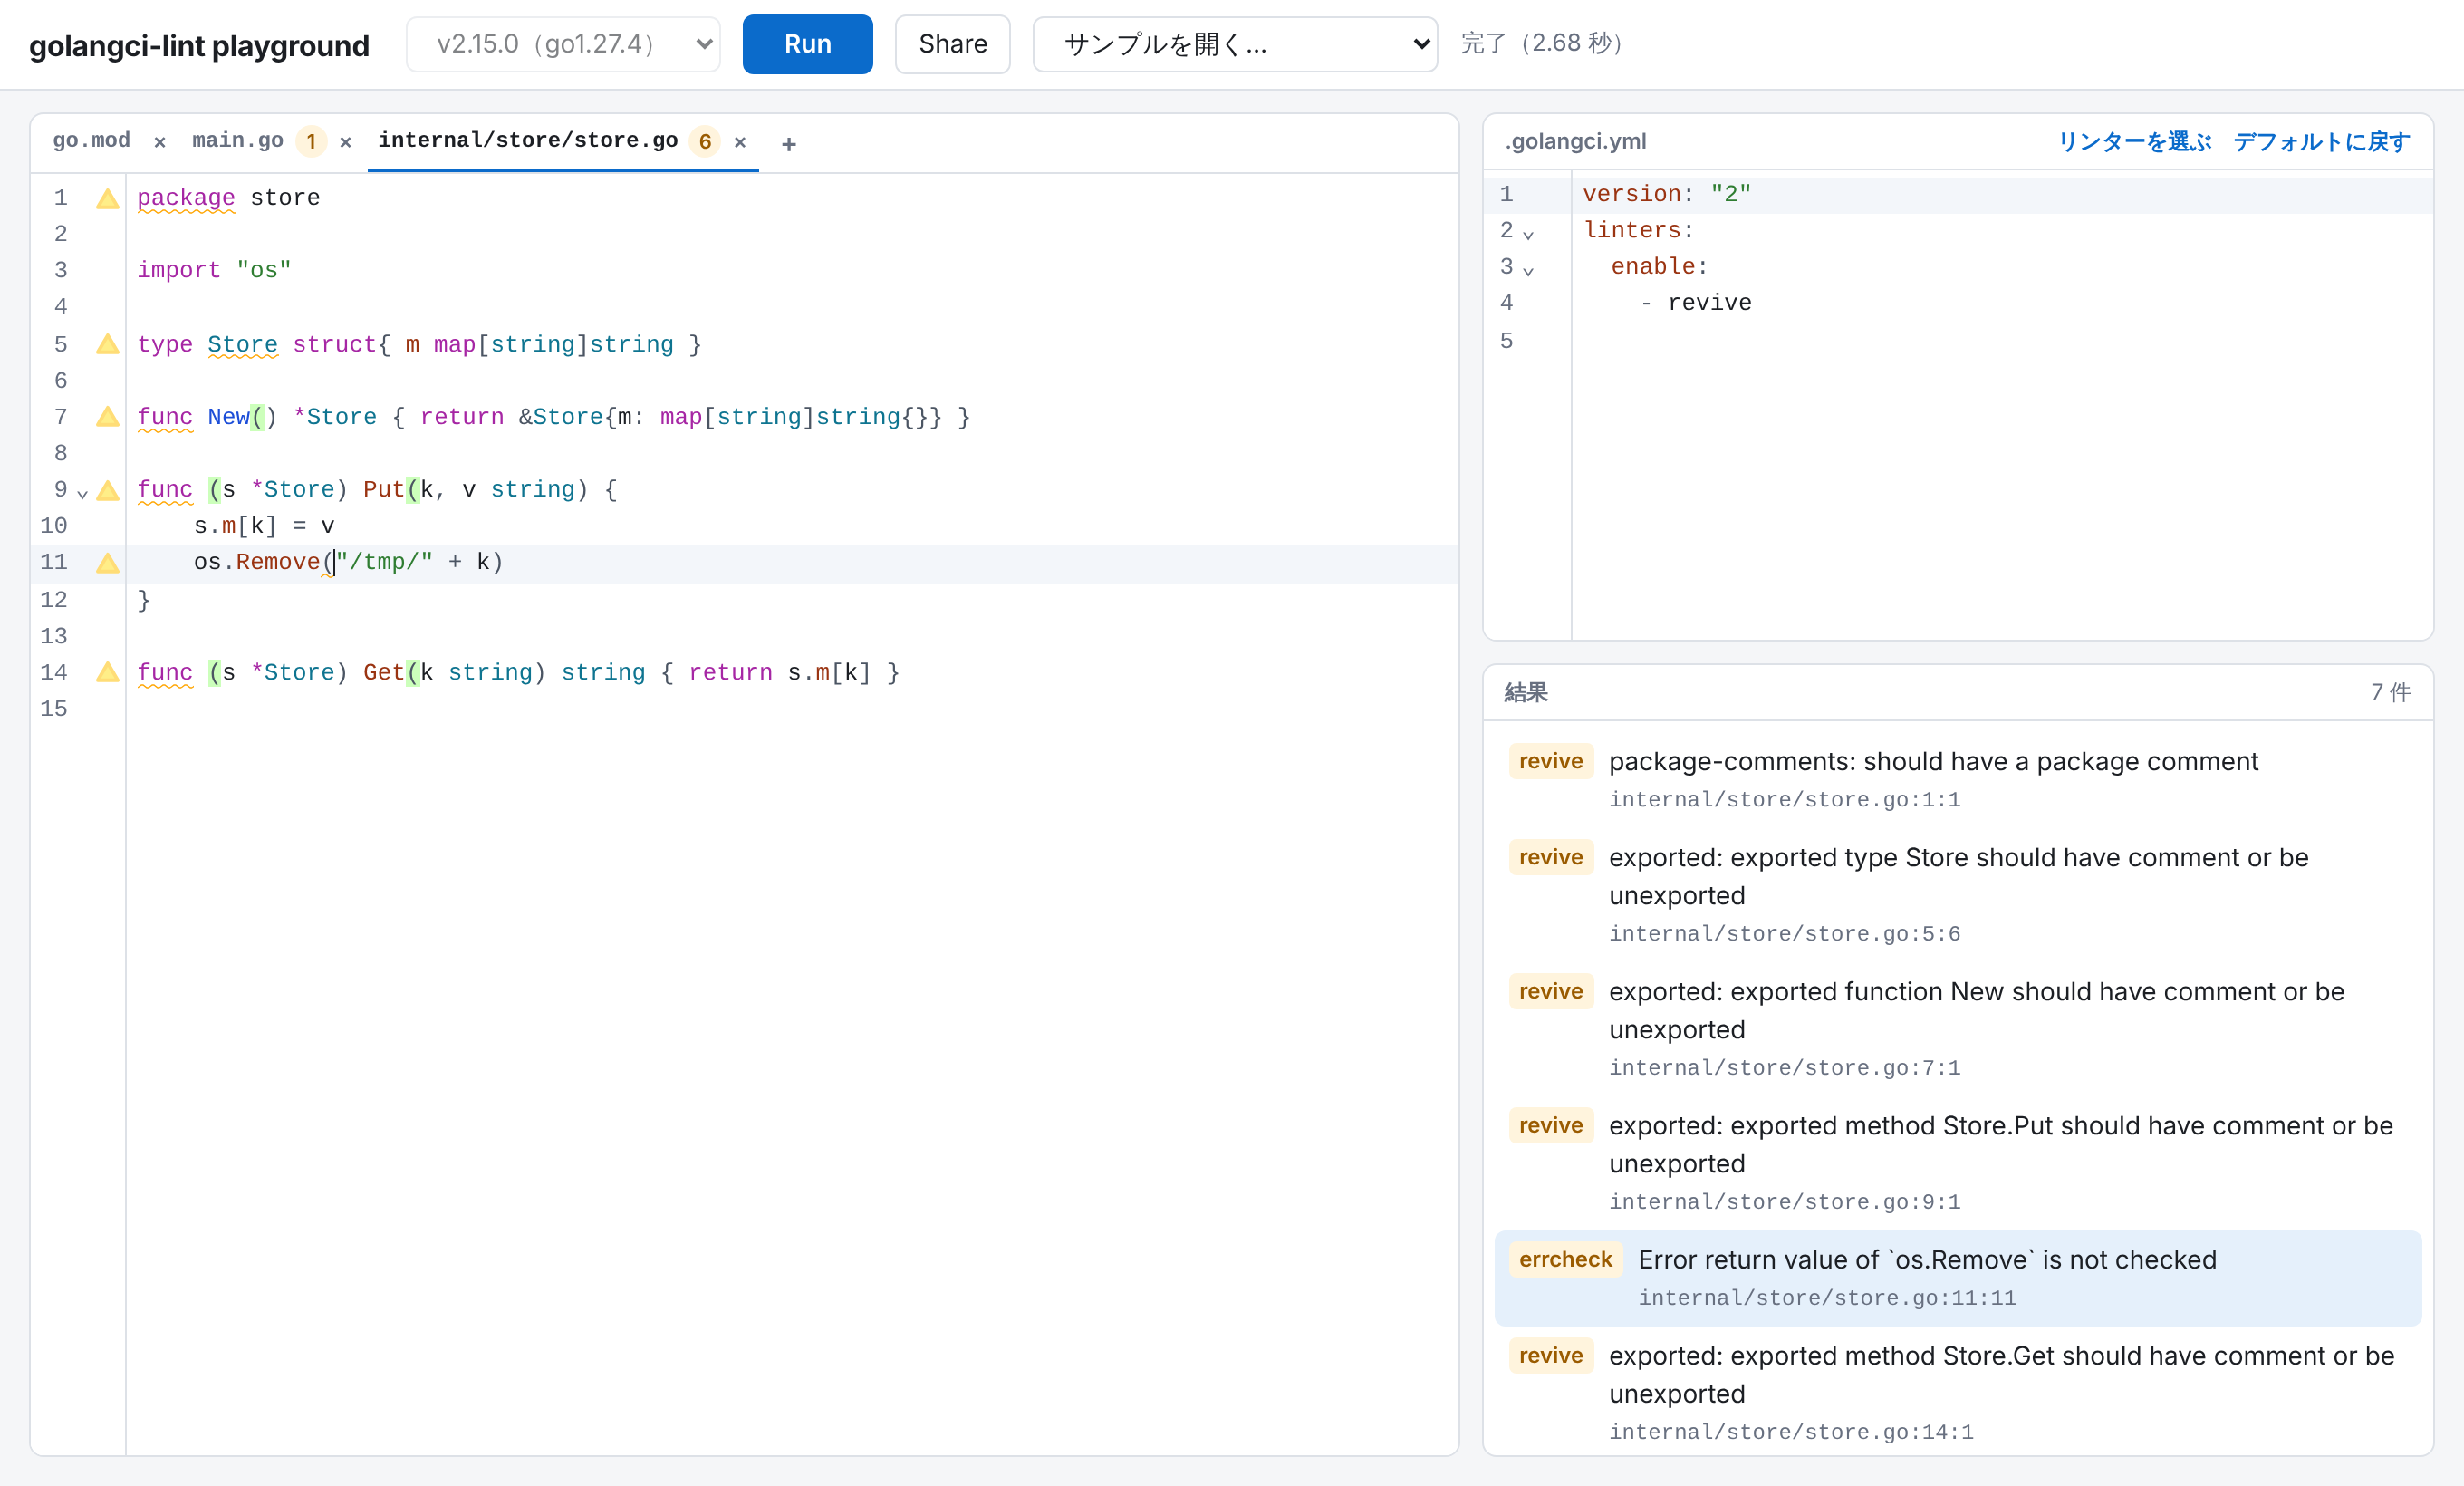 golangci-lint playground
v2.15.0（go1.27.4）
Run
Share
サンプルを開く...
完了（2.68 秒）
go.mod ×
main.go 1 ×
internal/store/store.go 6 ×
+
1 package store
2
3 import "os"
4
5 type Store struct{ m map[string]string }
6
7 func New() *Store { return &Store{m: map[string]string{}} }
8
9 func (s *Store) Put(k, v string) {
10     s.m[k] = v
11     os.Remove("/tmp/" + k)
12 }
13
14 func (s *Store) Get(k string) string { return s.m[k] }
15
.golangci.yml
リンターを選ぶ
デフォルトに戻す
1 version: "2"
2 linters:
3   enable:
4     - revive
5
結果
7 件
revive package-comments: should have a package comment
internal/store/store.go:1:1
revive exported: exported type Store should have comment or be
unexported
internal/store/store.go:5:6
revive exported: exported function New should have comment or be
unexported
internal/store/store.go:7:1
revive exported: exported method Store.Put should have comment or be
unexported
internal/store/store.go:9:1
errcheck Error return value of `os.Remove` is not checked
internal/store/store.go:11:11
revive exported: exported method Store.Get should have comment or be
unexported
internal/store/store.go:14:1